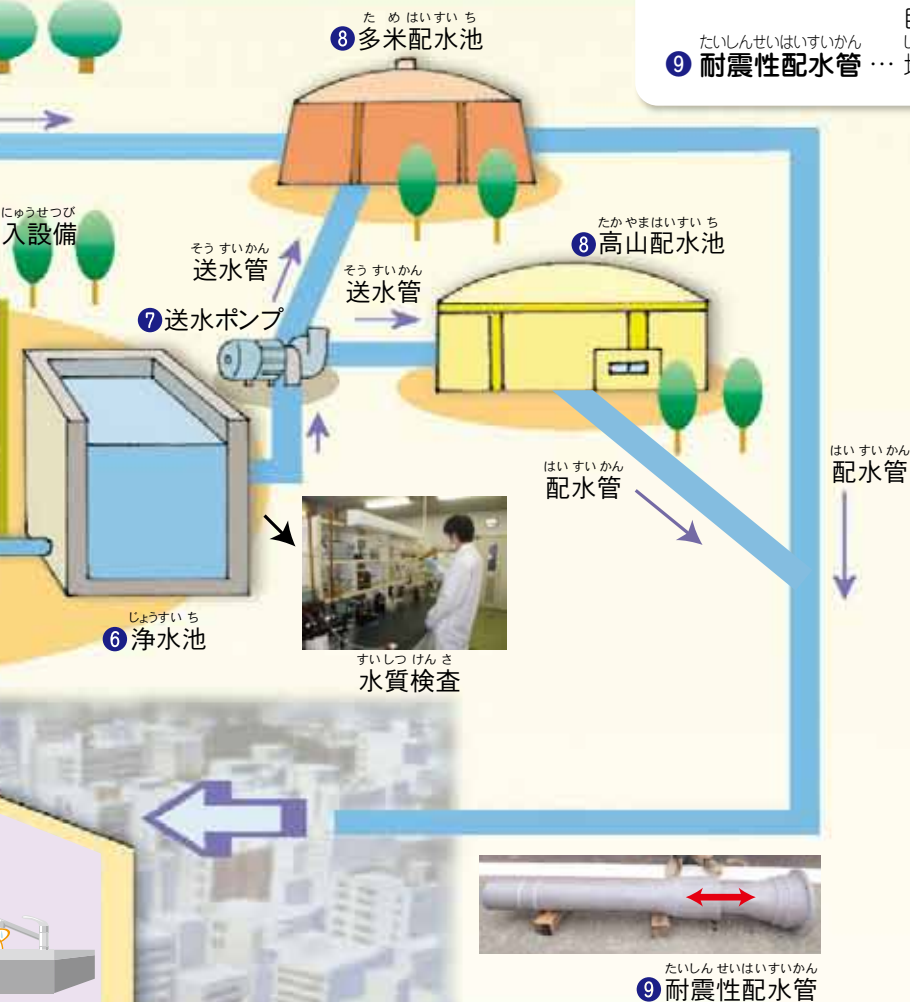 ためはいすいち
❽多米配水池
たいしんせいはいすいかん
❾ 耐震性配水管 …
にゅうせつび
入設備
そうすいかん
送水管
そうすいかん
送水管
たかやまはいすいち
❽高山配水池
❼送水ポンプ
はいすいかん
配水管
はいすいかん
配水管
じょうすいち
❻浄水池
すいしつけんさ
水質検査
たいしんせいはいすいかん
❾耐震性配水管